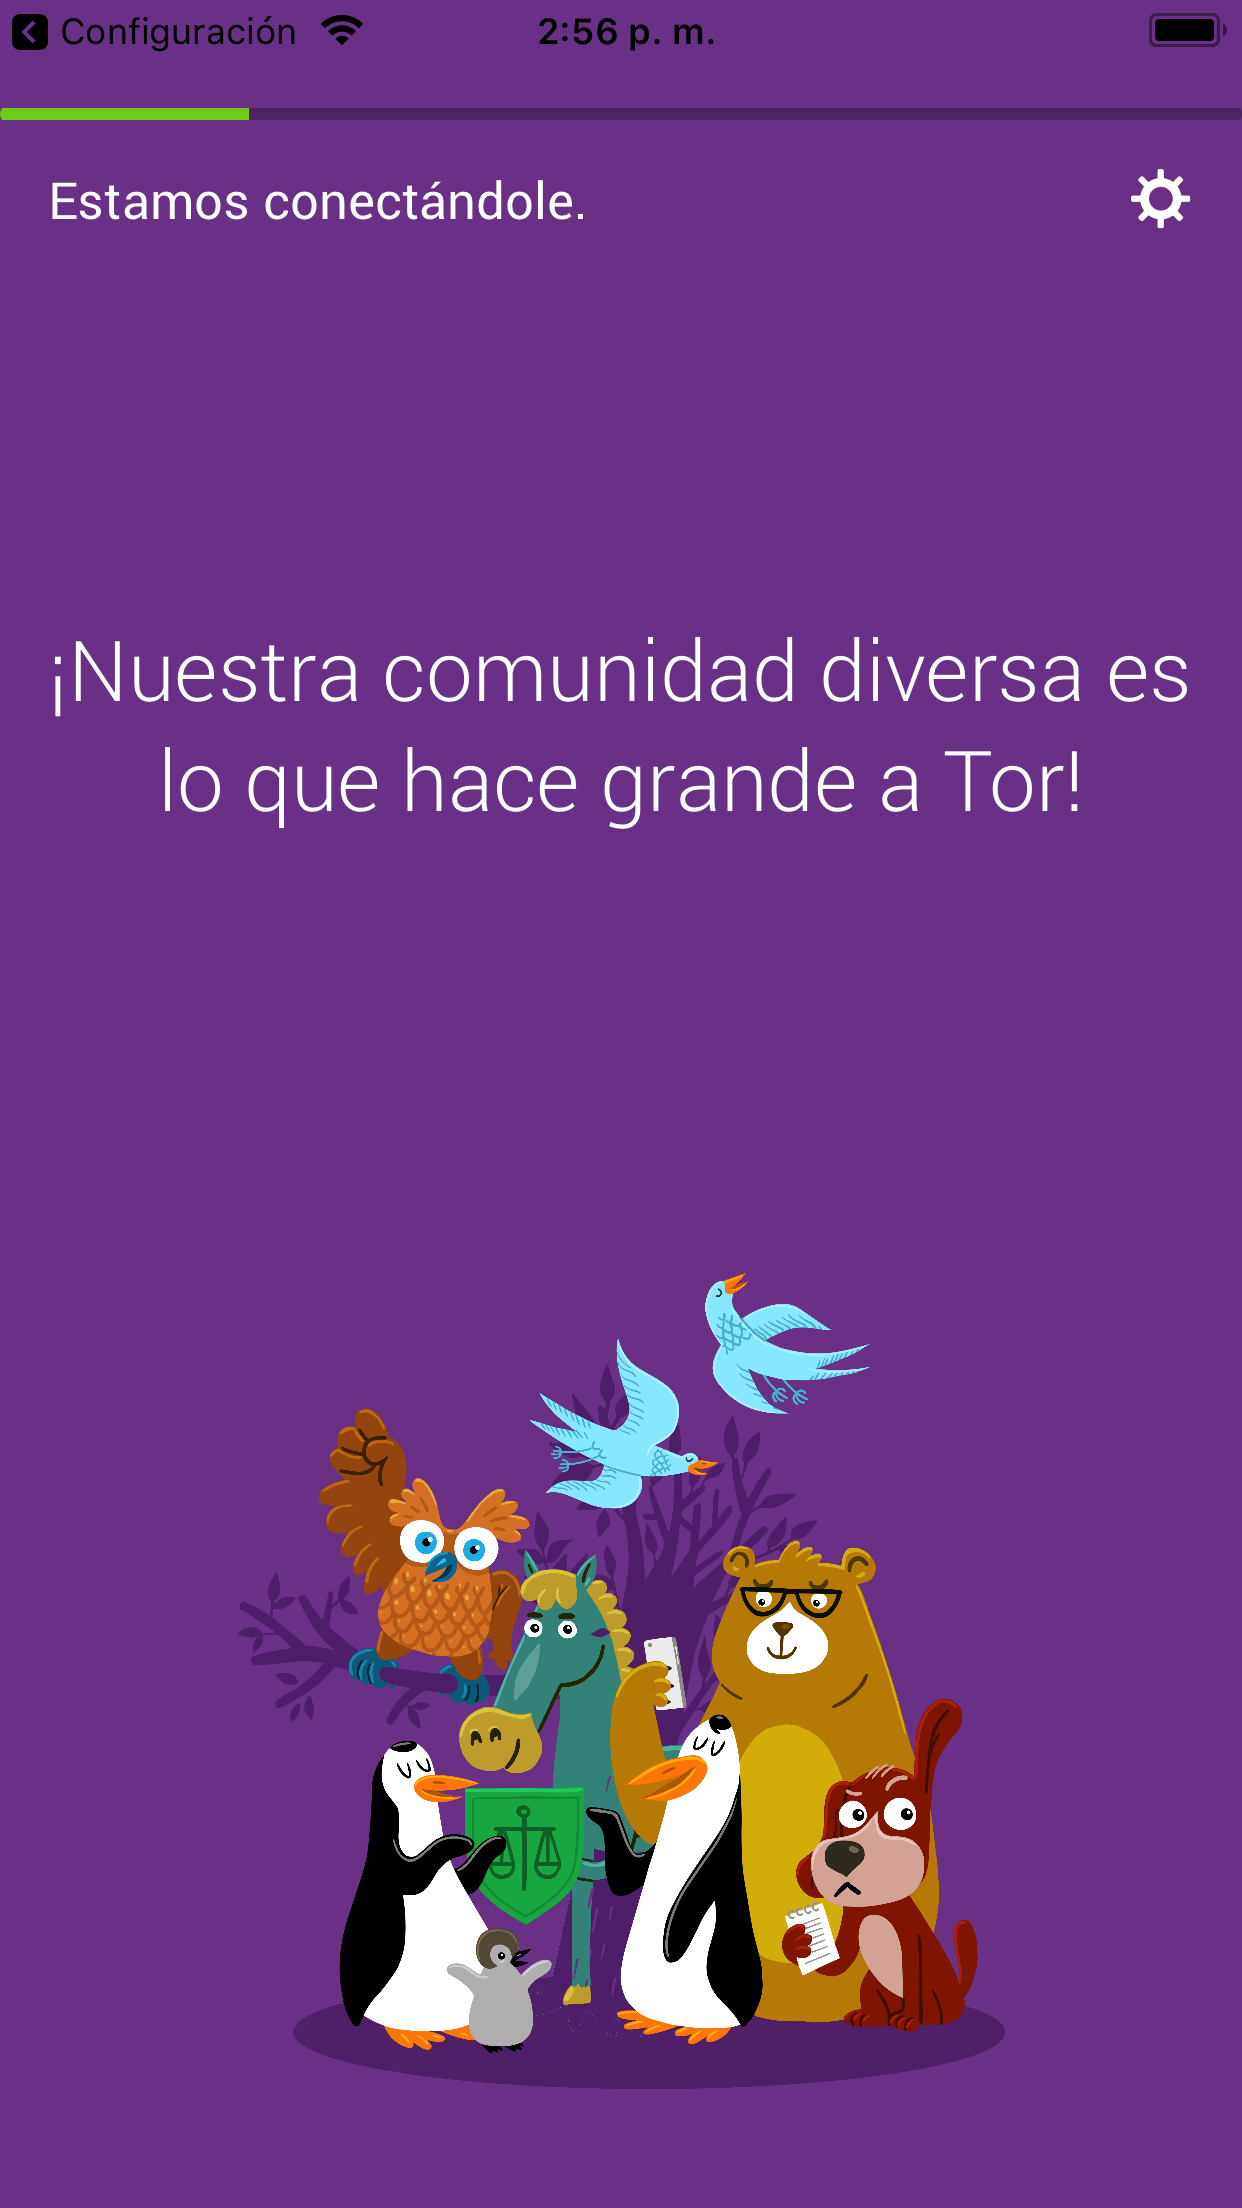 Configuración
2:56 p. m.
Estamos conectándole.
¡Nuestra comunidad diversa es
lo que hace grande a Tor!